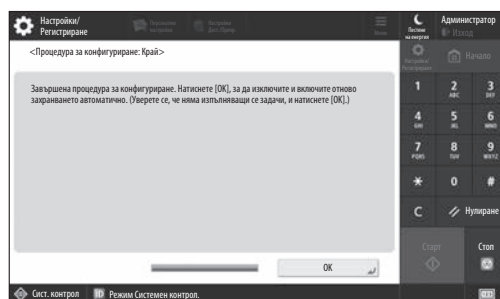 Настройки/
Регистриране
Меню
Пестене
на енергия
Администратор
Изход
<Процедура за конфигуриране: Край>
Настройки/
Регистриране
Начало
Завършена процедура за конфигуриране. Натиснете [OK], за да изключите и включите отново
захранването автоматично. (Уверете се, че няма изпълняващи се задачи, и натиснете [OK].)
1
2 ABC
3 DEF
4 GHI
5 JKL
6 MNO
7 PQRS
8 TUV
9 WXYZ
* 0 #
C Нулиране
Старт
Стоп
OK
Сист. контрол
Режим Системен контрол.